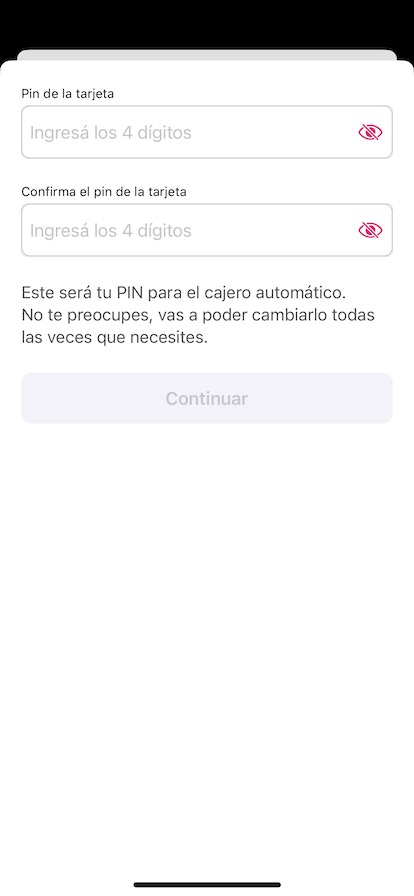 Pin de la tarjeta
Ingresá los 4 dígitos
Confirma el pin de la tarjeta
Ingresá los 4 dígitos
Este será tu PIN para el cajero automático.
No te preocupes, vas a poder cambiarlo todas
las veces que necesites.
Continuar